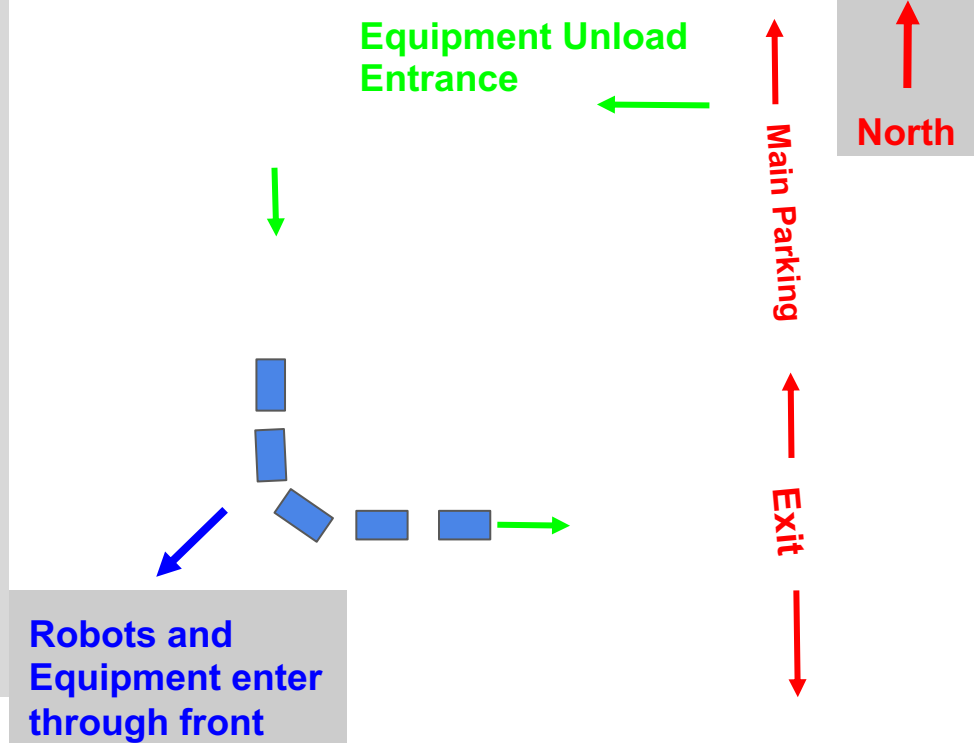 Equipment Unload
Entrance
North
Main Parking
Exit
Robots and
Equipment enter
through front